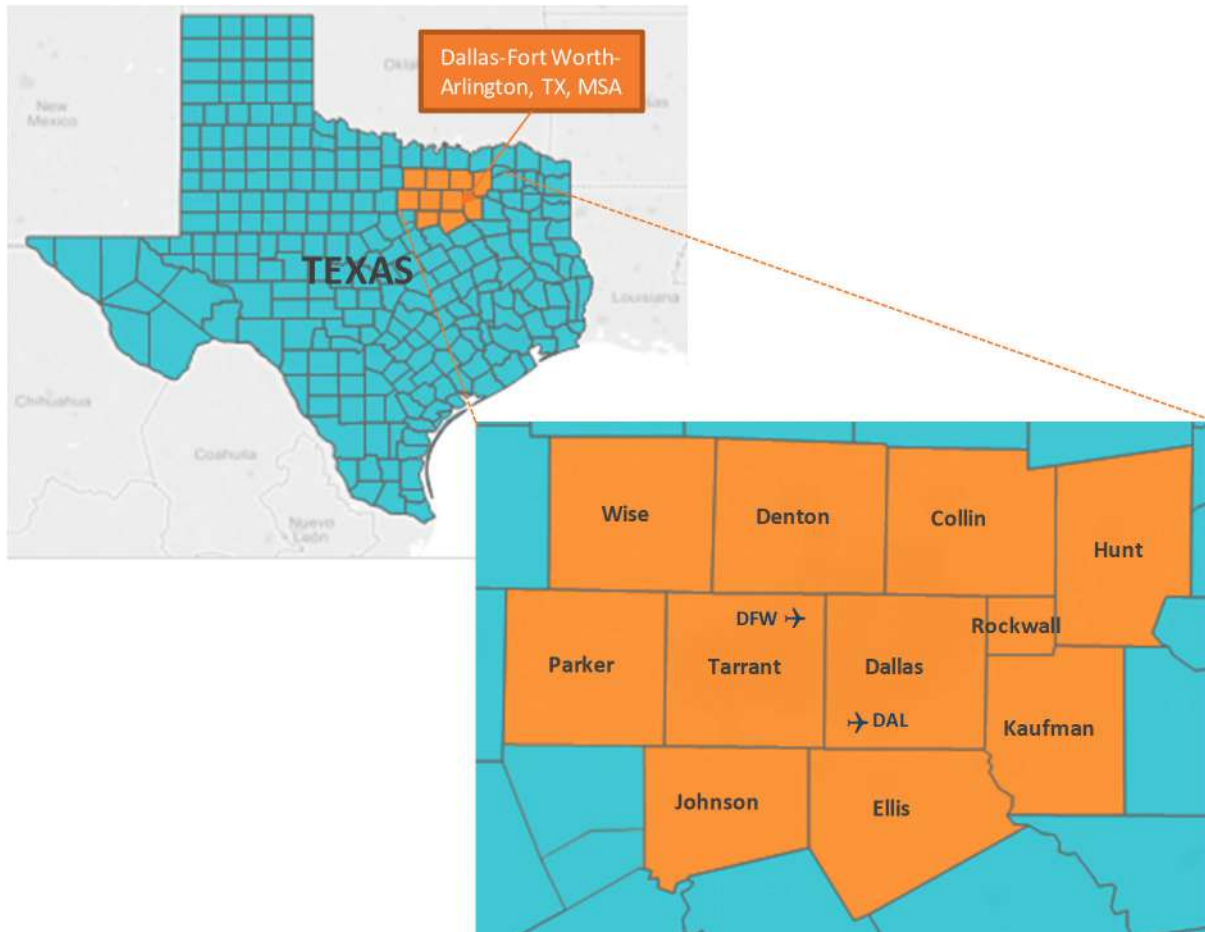 Dallas-Fort Worth-
Arlington, TX, MSA
New
Mexico
TEXAS
Louisiana
Chihuahua
Coahuila
Nuevo
León
Wise
Denton
Collin
Hunt
DFW
Rockwall
Parker
Tarrant
Dallas
DAL
Kaufman
Johnson
Ellis